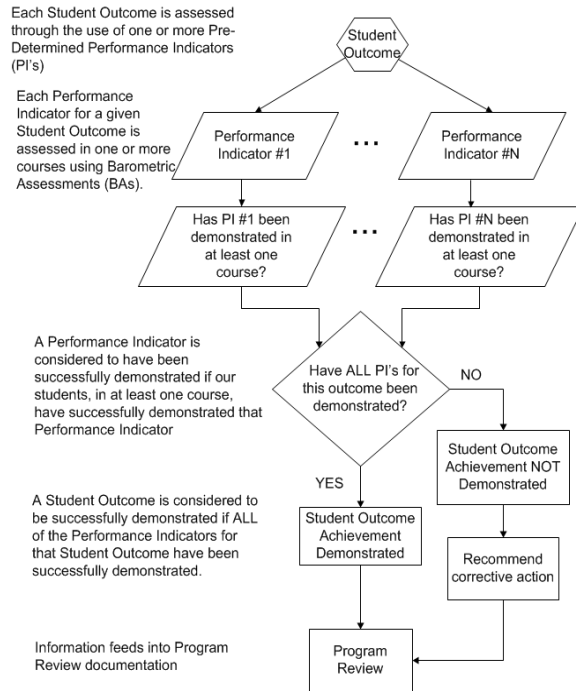 Each Student Outcome is assessed
through the use of one or more Pre-
Determined Performance Indicators
(PI's)
Student
Outcome
Each Performance
Indicator for a given
Student Outcome is
assessed in one or more
courses using Barometric
Assessments (BAs).
Performance
Indicator #1
...
Performance
Indicator #N
Has PI #1 been
demonstrated in
at least one
course?
...
Has PI #N been
demonstrated in
at least one
course?
A Performance Indicator is
considered to have been
successfully demonstrated if our
students, in at least one course,
have successfully demonstrated that
Performance Indicator
Have ALL PI's for
this outcome been
demonstrated?
NO
Student Outcome
Achievement NOT
Demonstrated
YES
A Student Outcome is considered to
be successfully demonstrated if ALL
of the Performance Indicators for
that Student Outcome have been
successfully demonstrated.
Student Outcome
Achievement
Demonstrated
Recommend
corrective action
Information feeds into Program
Review documentation
Program
Review